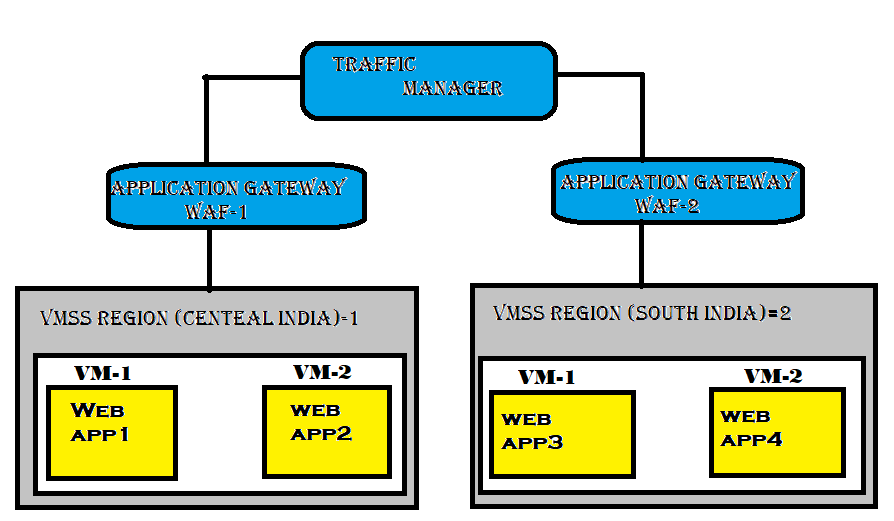 TRAFFIC
MANAGER
APPLICATION GATEWAY
WAF-1
APPLICATION GATEWAY
WAF-2
VMSS REGION (CENTEAL INDIA)-1
VM-1
VM-2
WEB
APP1
WEB
APP2
VMSS REGION (SOUTH INDIA)=2
VM-1
VM-2
WEB
APP3
WEB
APP4